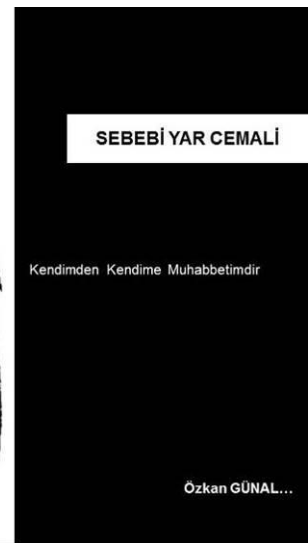 SEBEBİ YAR CEMALİ
Kendimden Kendime Muhabbetimdir
Özkan GÜNAL...